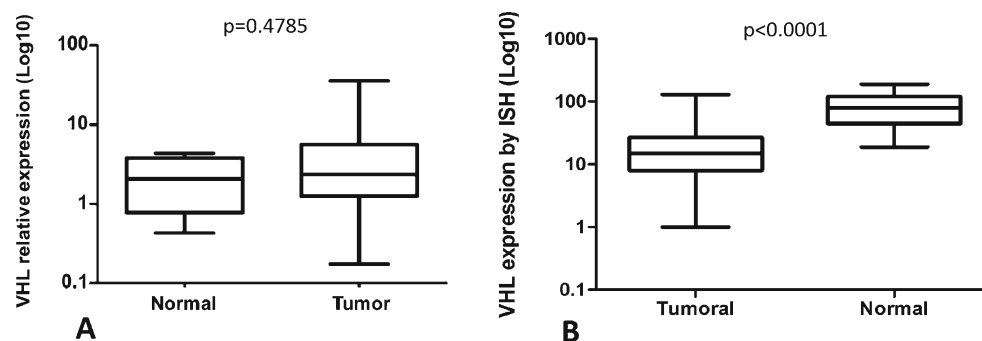 p=0.4785
VHL relative expression (Log10)
100
10
1
0.1
Normal
Tumor
A
p<0.0001
VHL expression by ISH (Log10)
1000
100
10
1
0.1
Tumoral
Normal
B